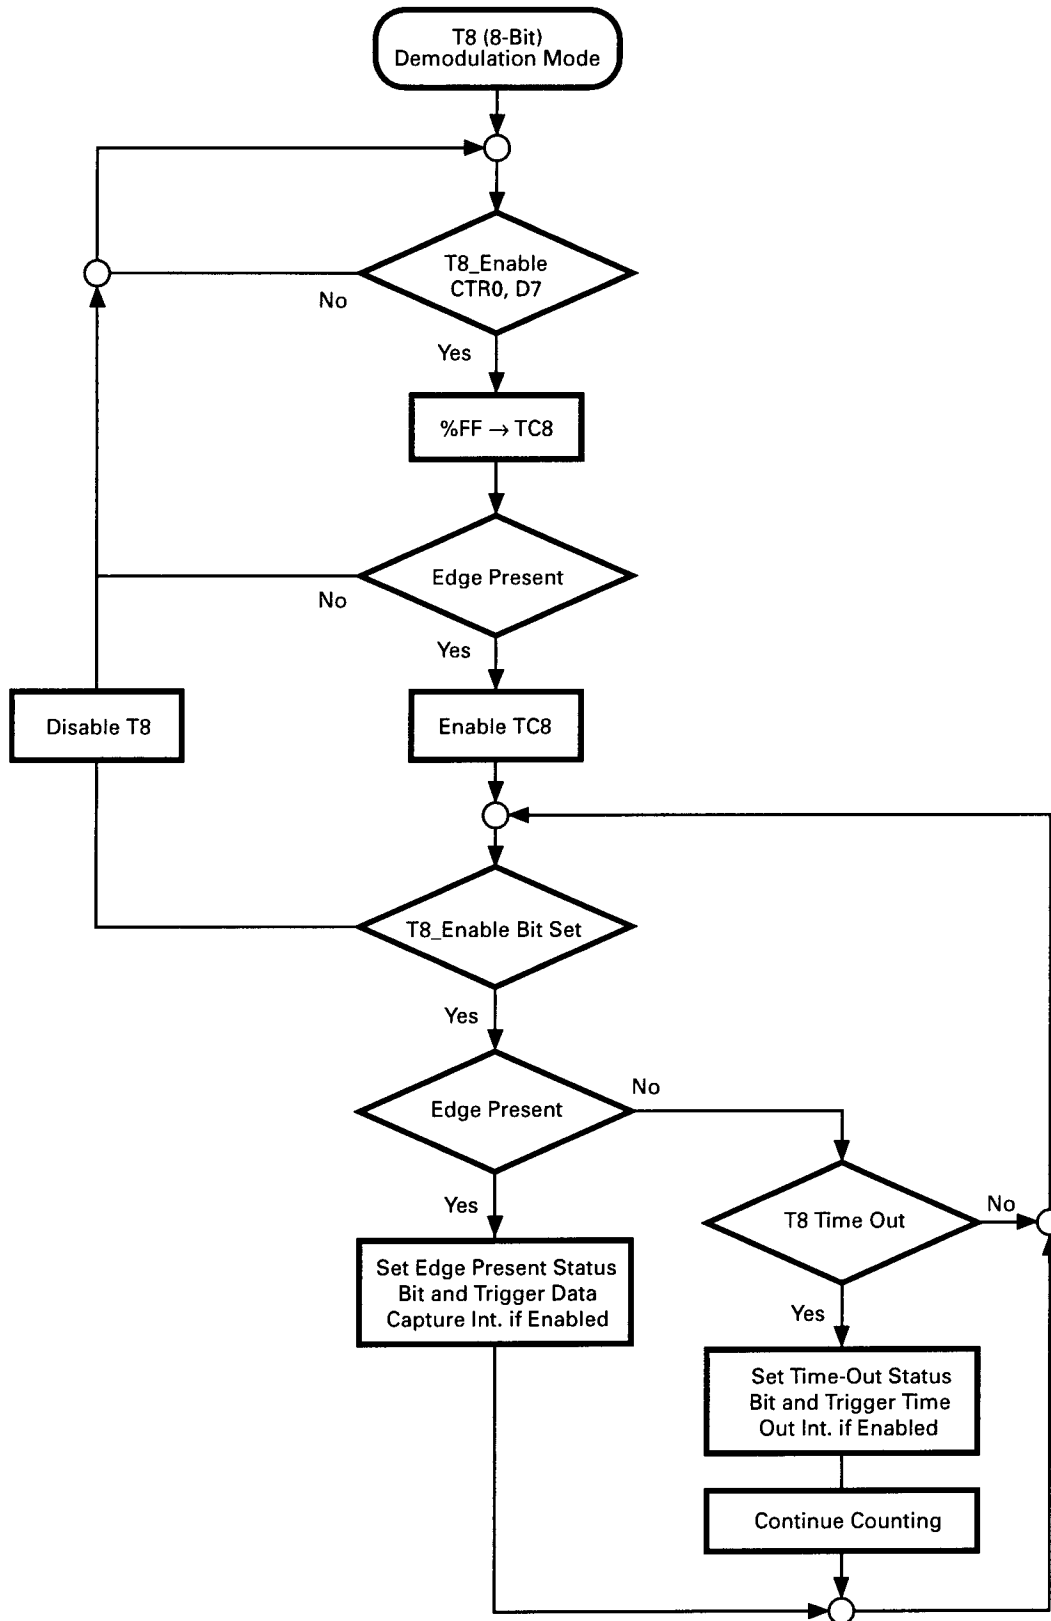 T8 (8-Bit)
Demodulation Mode
T8_Enable
CTR0, D7
No
Yes
%FF → TC8
Edge Present
No
Yes
Disable T8
Enable TC8
T8_Enable Bit Set
Yes
Edge Present
No
Yes
T8 Time Out
No
Set Edge Present Status
Bit and Trigger Data
Capture Int. if Enabled
Yes
Set Time-Out Status
Bit and Trigger Time
Out Int. if Enabled
Continue Counting